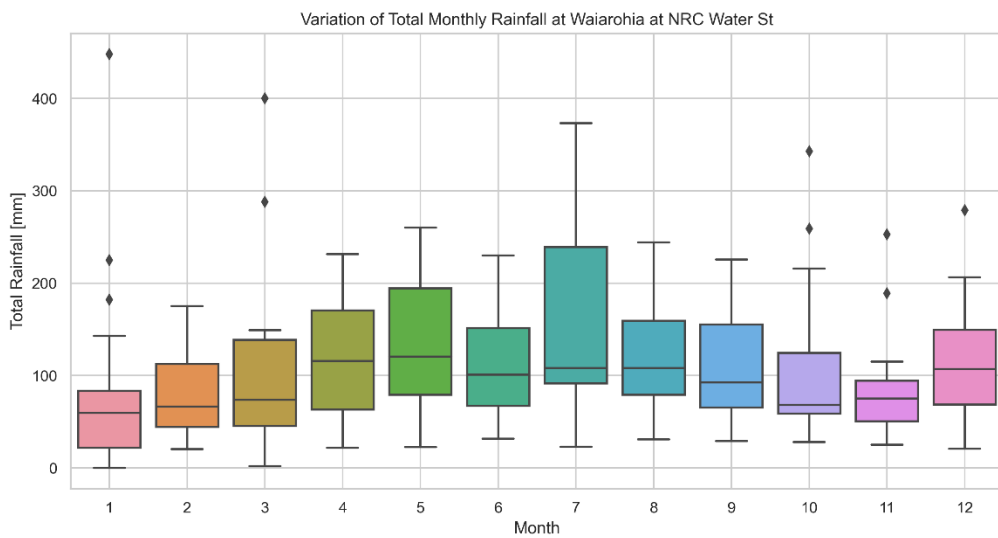 Variation of Total Monthly Rainfall at Waiarohia at NRC Water St
Total Rainfall [mm]
400
300
200
100
0
1 2 3 4 5 6 7 8 9 10 11 12
Month